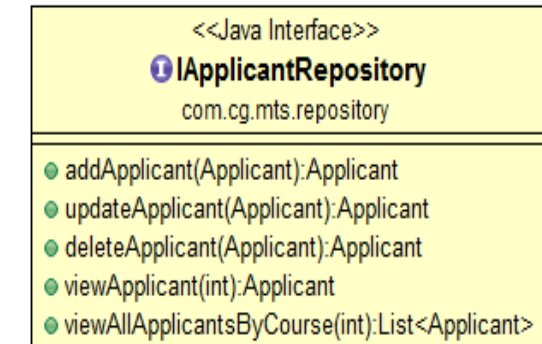 <<Java Interface>>
I IApplicantRepository
com.cg.mts.repository
addApplicant(Applicant):Applicant
updateApplicant(Applicant):Applicant
deleteApplicant(Applicant):Applicant
viewApplicant(int):Applicant
viewAllApplicantsByCourse(int):List<Applicant>